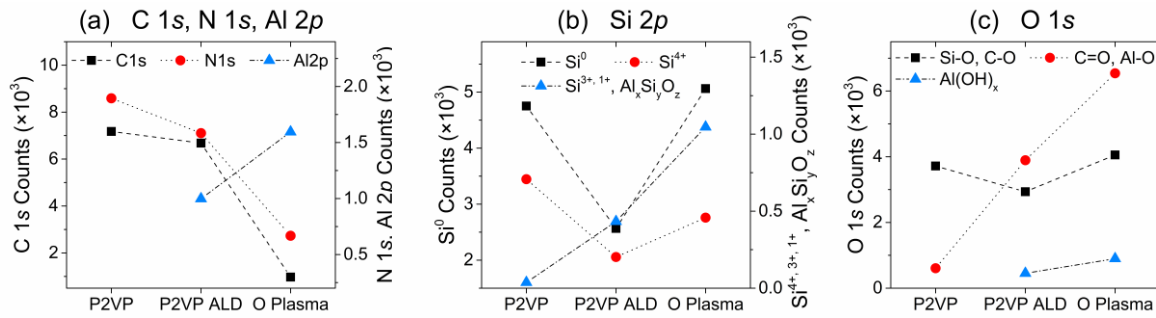 (a) C 1s, N 1s, Al 2p
C1s N1s Al2p
C 1s Counts (×10³)
10
8
6
4
2
N 1s. Al 2p Counts (×10³)
2.0
1.5
1.0
0.5
P2VP P2VP ALD O Plasma
(b) Si 2p
Si⁰ Si⁴⁺
Si³⁺, ¹⁺, AlₓSiᵧO_z
Si⁰ Counts (×10³)
5
4
3
2
Si⁴⁺, ³⁺, ¹⁺, AlₓSiᵧO_z Counts (×10³)
1.5
1.0
0.5
0.0
P2VP P2VP ALD O Plasma
(c) O 1s
Si-O, C-O C=O, Al-O
Al(OH)ₓ
O 1s Counts (×10³)
6
4
2
0
P2VP P2VP ALD O Plasma